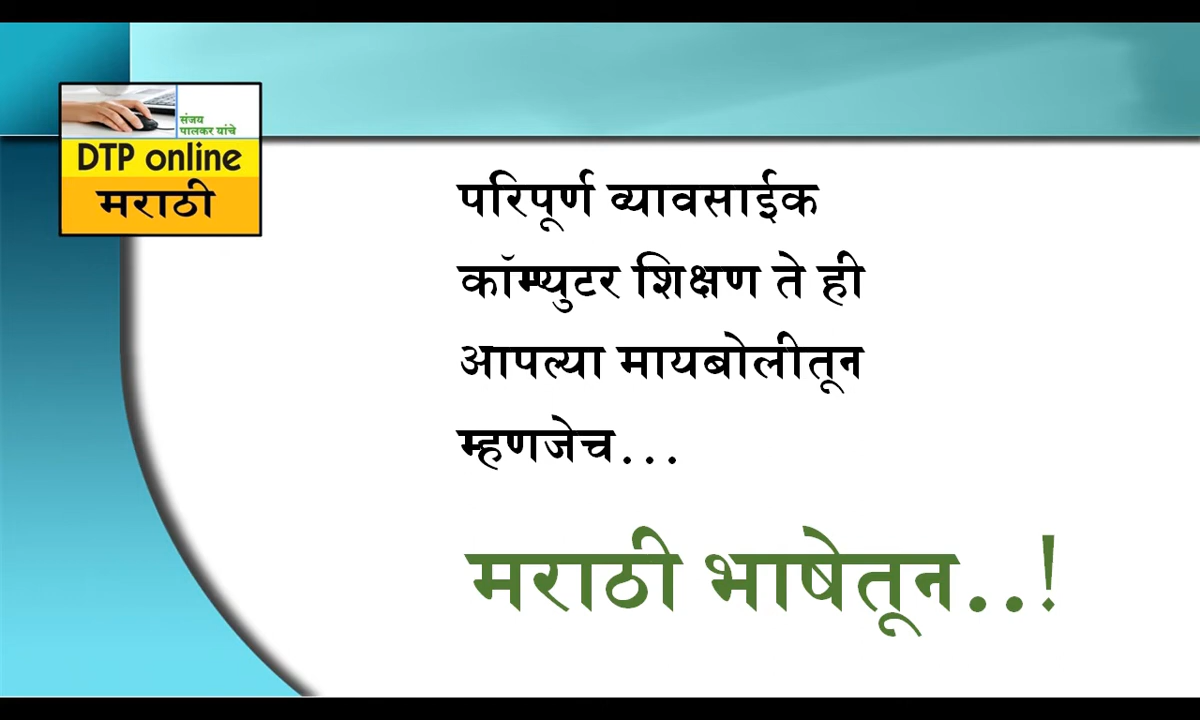 संजय
पालकर यांचे
DTP online
मराठी
परिपूर्ण व्यावसाईक
कॉम्प्युटर शिक्षण ते ही
आपल्या मायबोलीतून
म्हणजेच...
मराठी भाषेतून..!